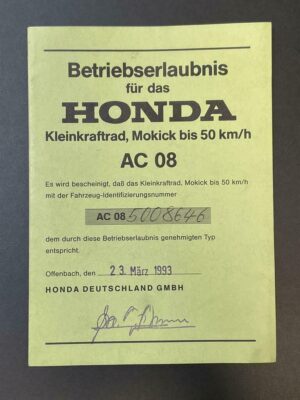 Betriebserlaubnis
für das
HONDA
Kleinkraftrad, Mokick bis 50 km/h
AC 08
Es wird bescheinigt, daß das Kleinkraftrad, Mokick bis 50 km/h
mit der Fahrzeug-Identifizierungsnummer
AC 08 5008646
dem durch diese Betriebserlaubnis genehmigten Typ
entspricht.
Offenbach, den 23. März 1993
HONDA DEUTSCHLAND GMBH